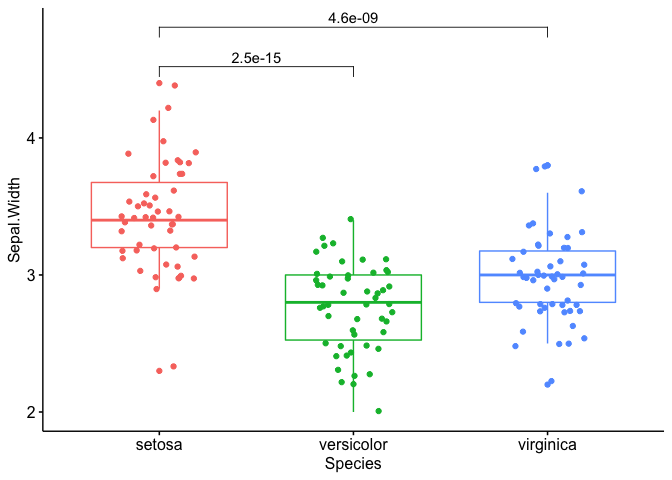 4.6e-09
2.5e-15
4
3
2
Sepal.Width
setosa versicolor virginica
Species